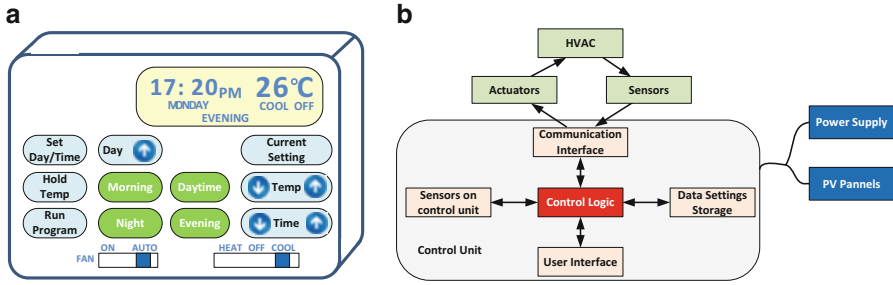 a
17: 20PM 26℃
MONDAY COOL OFF
EVENING
Set
Day/Time
Day
Current
Setting
Hold
Temp
Morning
Daytime
Temp
Run
Program
Night
Evening
Time
ON AUTO
FAN
HEAT OFF COOL
b
HVAC
Actuators
Sensors
Communication
Interface
Sensors on
control unit
Control Logic
Data Settings
Storage
Control Unit
User Interface
Power Supply
PV Pannels